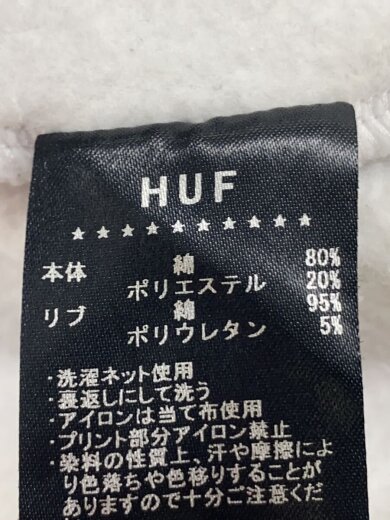 HUF
★★★★★★★★★★
本体 綿 80%
ポリエステル 20%
リブ 綿 95%
ポリウレタン 5%
・洗濯ネット使用
・裏返しにして洗う
・アイロンは当て布使用
・プリント部分アイロン禁止
・染料の性質上、汗や摩擦によ
り色落ちや色移りすることが
ありますので十分ご注意くだ